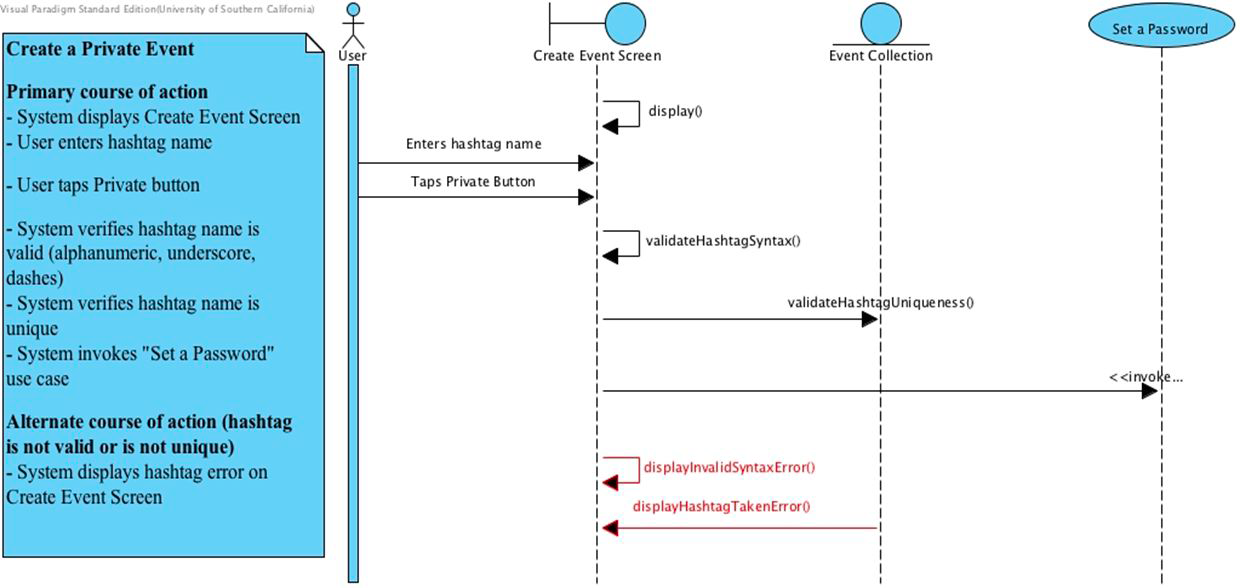 Visual Paradigm Standard Edition(University of Southern California)
Create a Private Event
Primary course of action
- System displays Create Event Screen
- User enters hashtag name
- User taps Private button
- System verifies hashtag name is
valid (alphanumeric, underscore,
dashes)
- System verifies hashtag name is
unique
- System invokes "Set a Password"
use case
Alternate course of action (hashtag
is not valid or is not unique)
- System displays hashtag error on
Create Event Screen
User
Create Event Screen
Event Collection
Set a Password
display()
Enters hashtag name
Taps Private Button
validateHashtagSyntax()
validateHashtagUniqueness()
<<invoke...
displayInvalidSyntaxError()
displayHashtagTakenError()